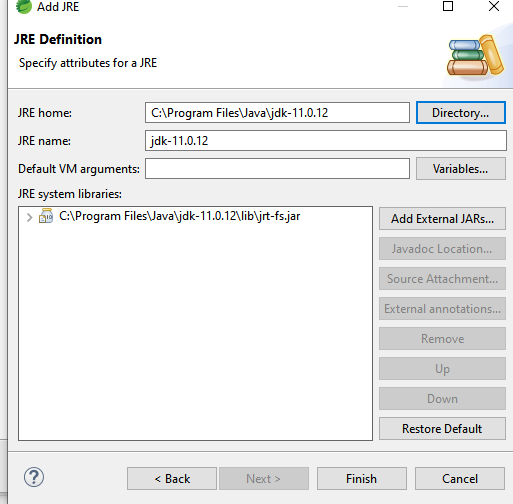 Add JRE
JRE Definition
Specify attributes for a JRE
JRE home:
C:\Program Files\Java\jdk-11.0.12
Directory...
JRE name:
jdk-11.0.12
Default VM arguments:
Variables...
JRE system libraries:
C:\Program Files\Java\jdk-11.0.12\lib\jrt-fs.jar
Add External JARs...
Javadoc Location...
Source Attachment...
External annotations...
Remove
Up
Down
Restore Default
?
< Back
Next >
Finish
Cancel